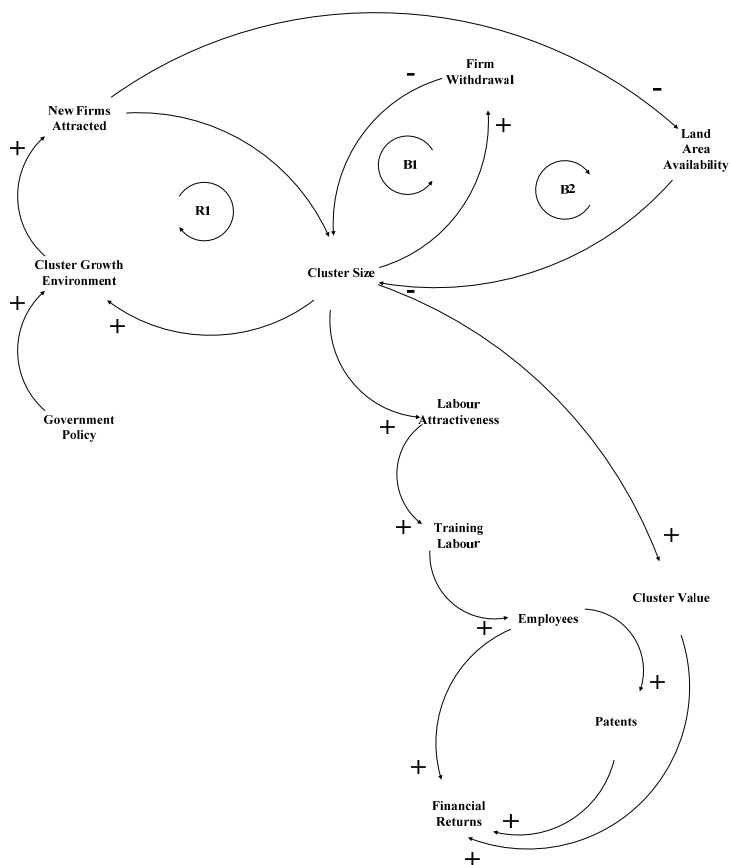 Firm
Withdrawal
-
-
New Firms
Attracted
+
+
Land
Area
Availability
B1
B2
R1
Cluster Growth
Environment
Cluster Size
-
+
+
Government
Policy
Labour
Attractiveness
+
+
Training
Labour
+
Cluster Value
Employees
+
+
Patents
+
Financial
Returns
+
+